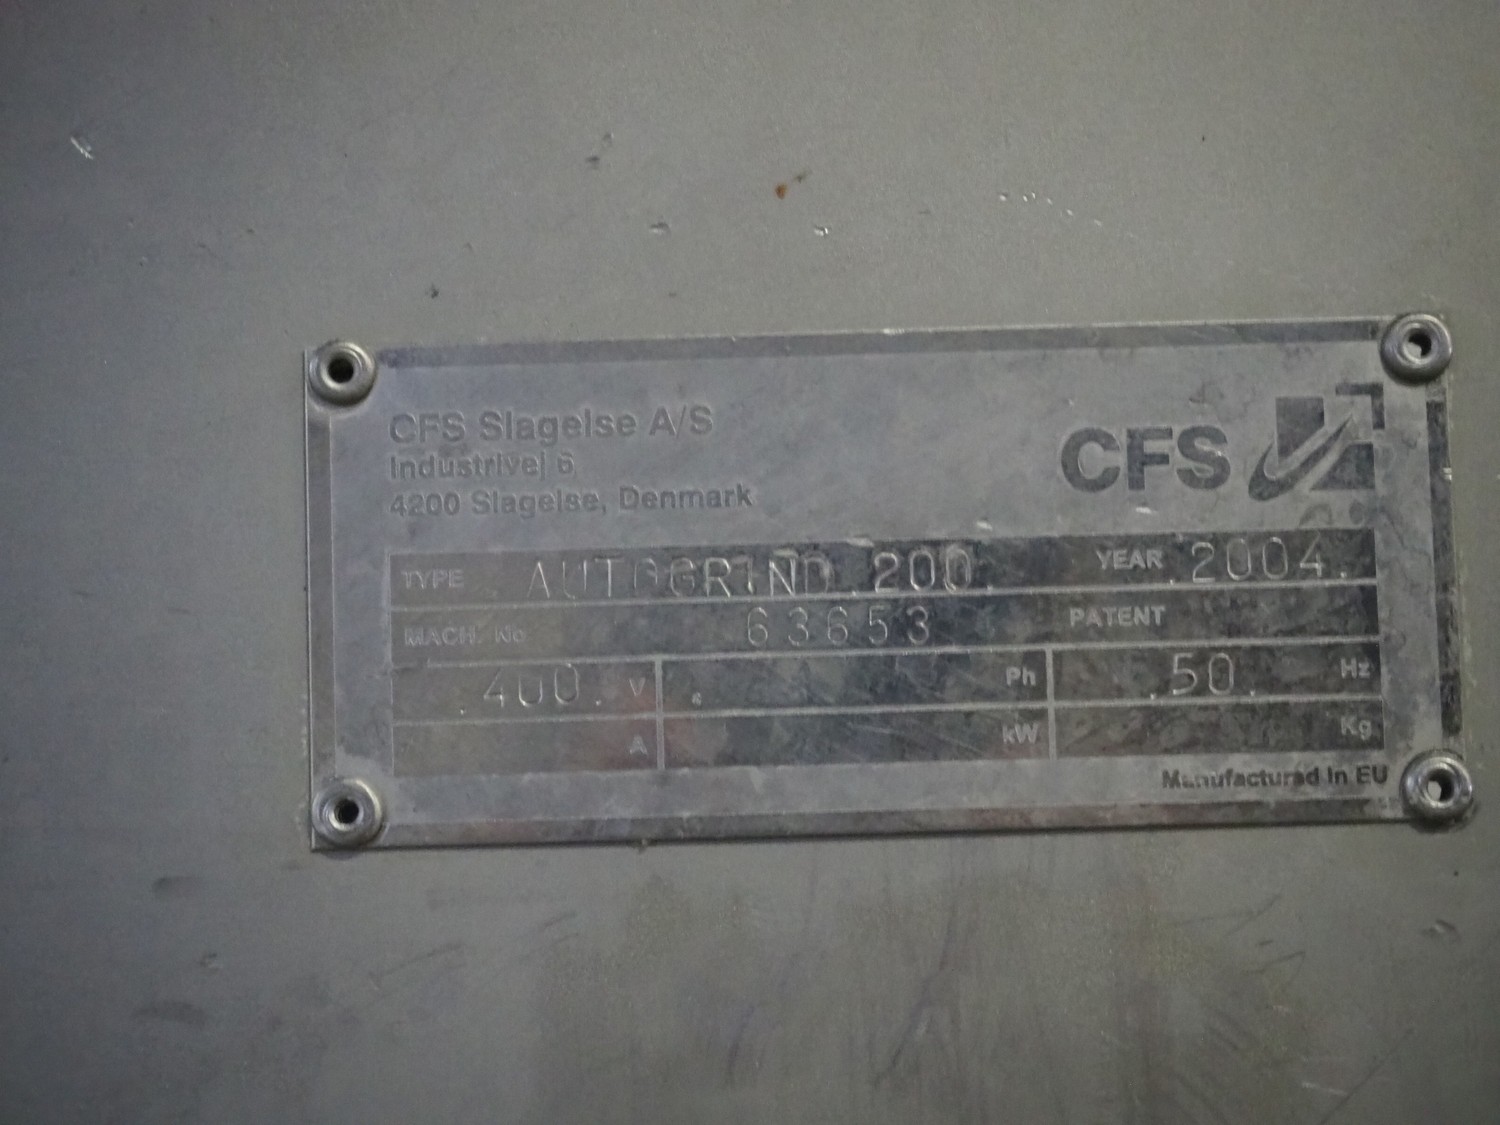 CFS Slagelse A/S
Industrivej 6
4200 Slagelse, Denmark
CFS
TYPE AUTOGRIND.200. YEAR .2004.
MACH. No 63653 PATENT
.400. V . Ph .50. Hz
A kW Kg
Manufactured in EU